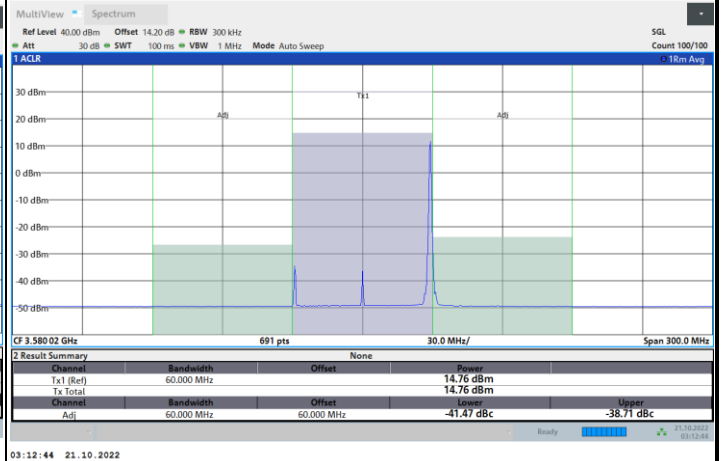 MultiView Spectrum
Ref Level 40.00 dBm Offset 14.20 dB RBW 300 kHz SGL
Att 30 dB SWT 100 ms VBW 1 MHz Mode Auto Sweep Count 100/100
1 ACLR 1Rm Avg
30 dBm
Tx1
20 dBm Adj Adj
10 dBm
0 dBm
-10 dBm
-20 dBm
-30 dBm
-40 dBm
-50 dBm
CF 3.580 02 GHz 691 pts 30.0 MHz/ Span 300.0 MHz
2 Result Summary None
Channel Bandwidth Offset Power
Tx1 (Ref) 60.000 MHz 14.76 dBm
Tx Total 14.76 dBm
Channel Bandwidth Offset Lower Upper
Adj 60.000 MHz 60.000 MHz -41.47 dBc -38.71 dBc
Ready 21.10.2022
03:12:44
03:12:44 21.10.2022